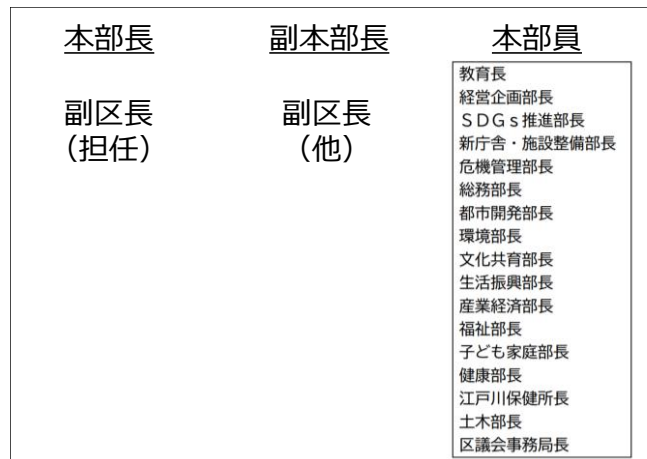 本部長
副区長
（担任）
副本部長
副区長
（他）
本部員
教育長
経営企画部長
ＳＤＧｓ推進部長
新庁舎・施設整備部長
危機管理部長
総務部長
都市開発部長
環境部長
文化共育部長
生活振興部長
産業経済部長
福祉部長
子ども家庭部長
健康部長
江戸川保健所長
土木部長
区議会事務局長